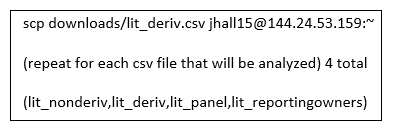 scp downloads/lit_deriv.csv jhall15@144.24.53.159:~
(repeat for each csv file that will be analyzed) 4 total
(lit_nonderiv,lit_deriv,lit_panel,lit_reportingowners)